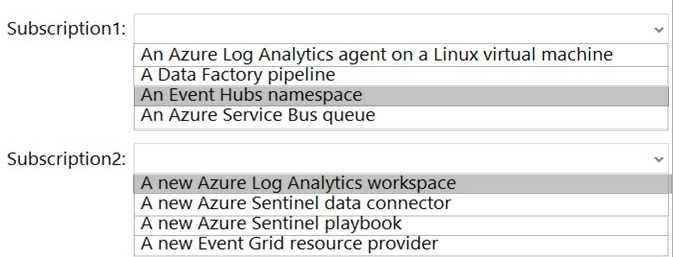 Subscription1:
An Azure Log Analytics agent on a Linux virtual machine
A Data Factory pipeline
An Event Hubs namespace
An Azure Service Bus queue
Subscription2:
A new Azure Log Analytics workspace
A new Azure Sentinel data connector
A new Azure Sentinel playbook
A new Event Grid resource provider